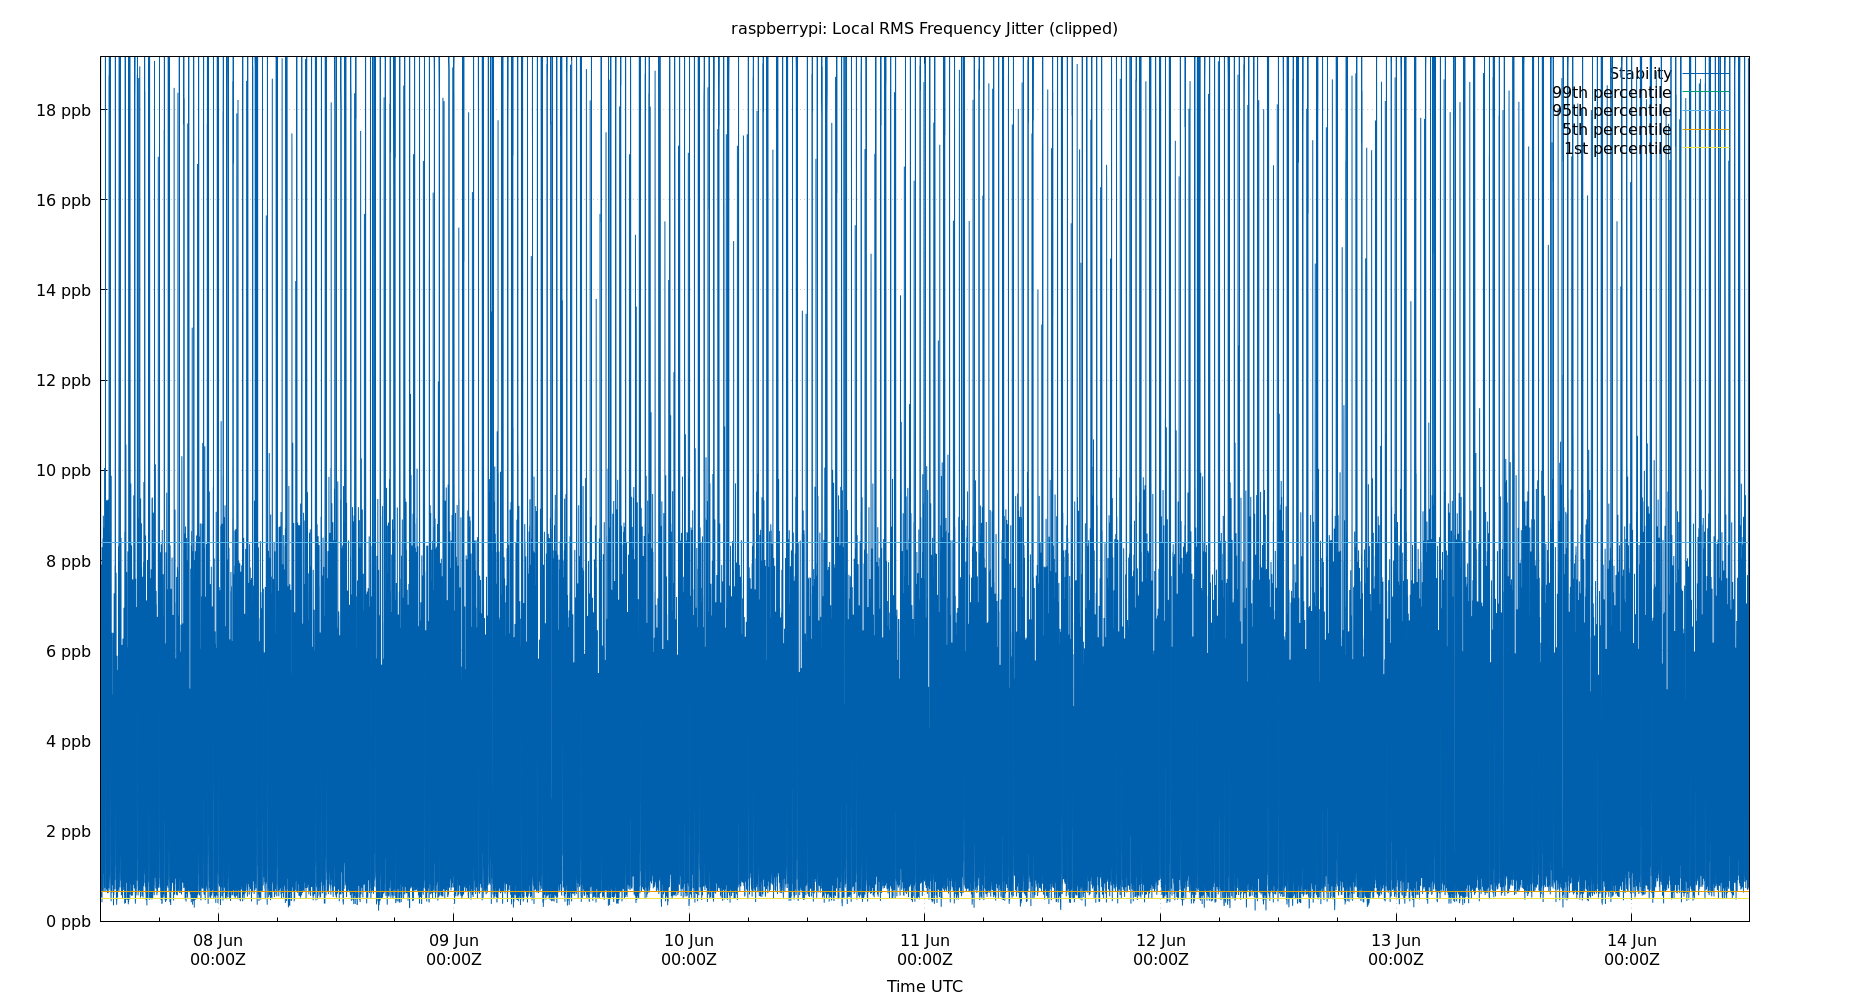 raspberrypi: Local RMS Frequency Jitter (clipped)
Stability
99th percentile
95th percentile
5th percentile
1st percentile
18 ppb
16 ppb
14 ppb
12 ppb
10 ppb
8 ppb
6 ppb
4 ppb
2 ppb
0 ppb
08 Jun 09 Jun 10 Jun 11 Jun 12 Jun 13 Jun 14 Jun
00:00Z 00:00Z 00:00Z 00:00Z 00:00Z 00:00Z 00:00Z
Time UTC